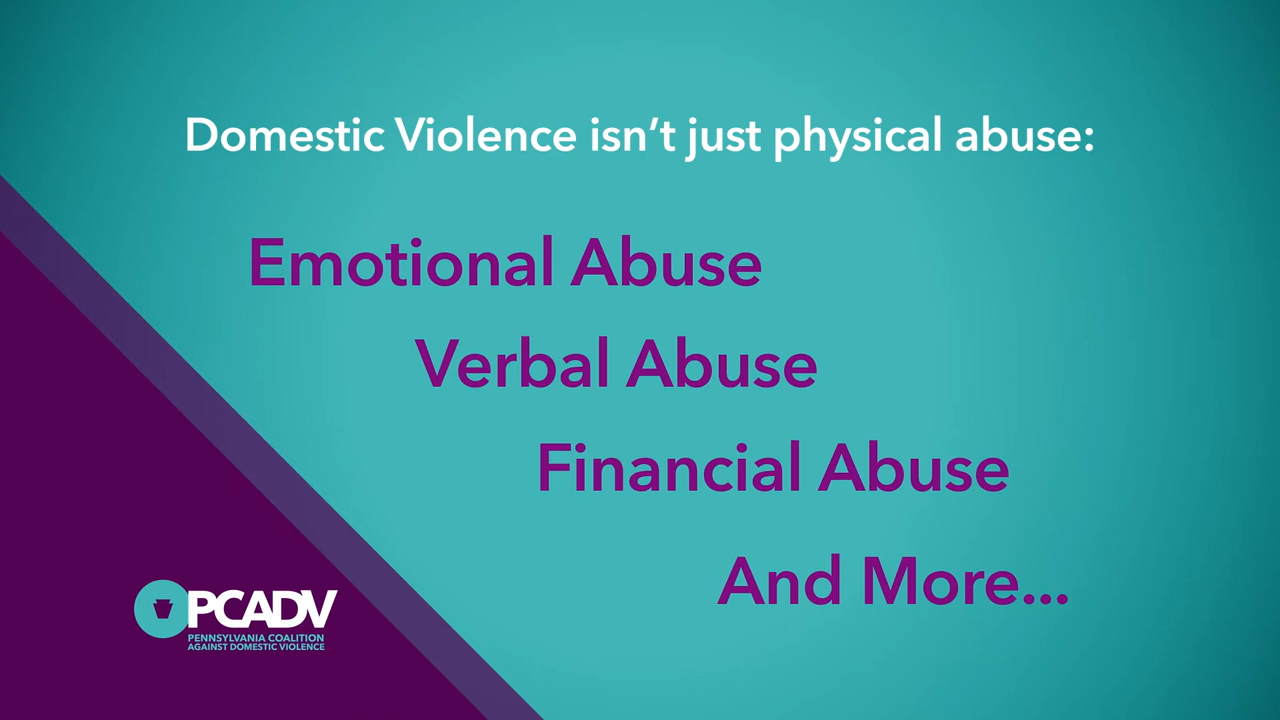 Domestic Violence isn’t just physical abuse:
Emotional Abuse
Verbal Abuse
Financial Abuse
And More...
PCADV
PENNSYLVANIA COALITION
AGAINST DOMESTIC VIOLENCE